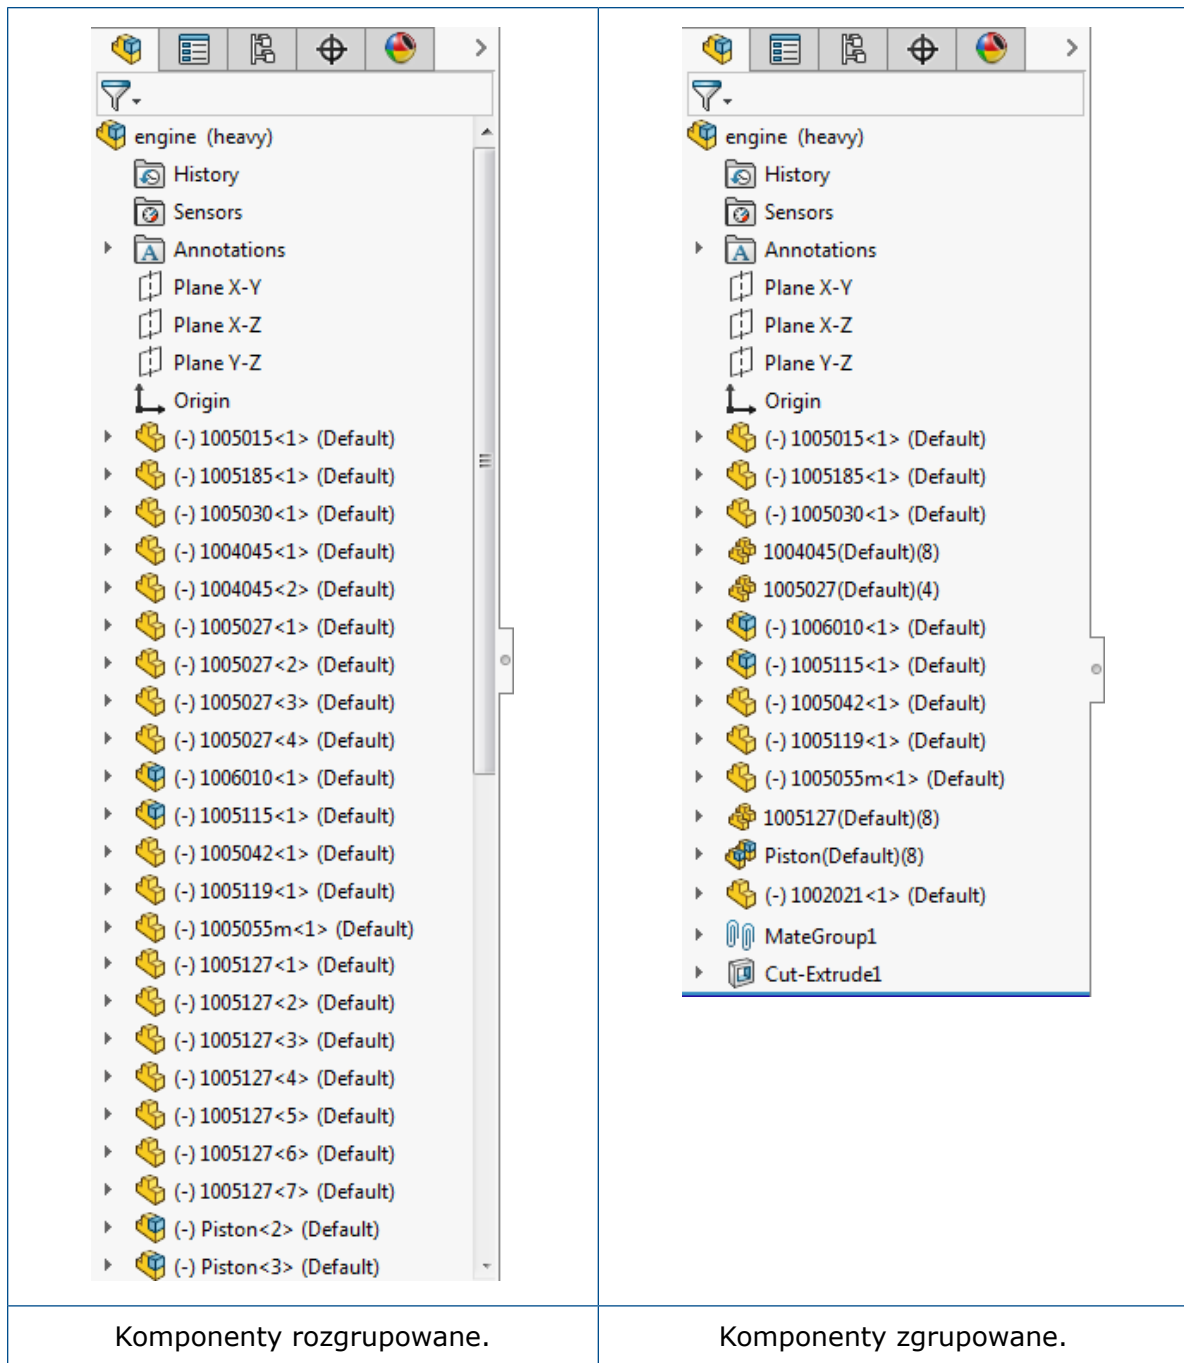 engine (heavy)
History
Sensors
Annotations
Plane X-Y
Plane X-Z
Plane Y-Z
Origin
(-) 1005015<1> (Default)
(-) 1005185<1> (Default)
(-) 1005030<1> (Default)
(-) 1004045<1> (Default)
(-) 1004045<2> (Default)
(-) 1005027<1> (Default)
(-) 1005027<2> (Default)
(-) 1005027<3> (Default)
(-) 1005027<4> (Default)
(-) 1006010<1> (Default)
(-) 1005115<1> (Default)
(-) 1005042<1> (Default)
(-) 1005119<1> (Default)
(-) 1005055m<1> (Default)
(-) 1005127<1> (Default)
(-) 1005127<2> (Default)
(-) 1005127<3> (Default)
(-) 1005127<4> (Default)
(-) 1005127<5> (Default)
(-) 1005127<6> (Default)
(-) 1005127<7> (Default)
(-) Piston<2> (Default)
(-) Piston<3> (Default)
Komponenty rozgrupowane.
engine (heavy)
History
Sensors
Annotations
Plane X-Y
Plane X-Z
Plane Y-Z
Origin
(-) 1005015<1> (Default)
(-) 1005185<1> (Default)
(-) 1005030<1> (Default)
1004045(Default)(8)
1005027(Default)(4)
(-) 1006010<1> (Default)
(-) 1005115<1> (Default)
(-) 1005042<1> (Default)
(-) 1005119<1> (Default)
(-) 1005055m<1> (Default)
1005127(Default)(8)
Piston(Default)(8)
(-) 1002021<1> (Default)
MateGroup1
Cut-Extrude1
Komponenty zgrupowane.